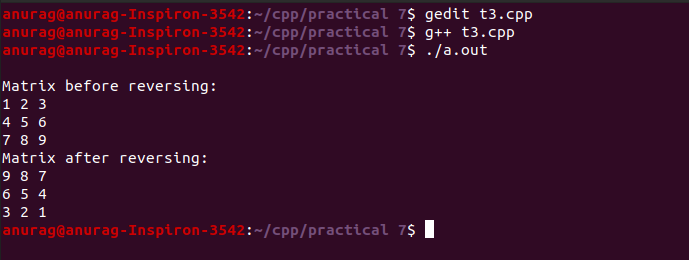 anurag@anurag-Inspiron-3542:~/cpp/practical 7$ gedit t3.cpp
anurag@anurag-Inspiron-3542:~/cpp/practical 7$ g++ t3.cpp
anurag@anurag-Inspiron-3542:~/cpp/practical 7$ ./a.out
Matrix before reversing:
1 2 3
4 5 6
7 8 9
Matrix after reversing:
9 8 7
6 5 4
3 2 1
anurag@anurag-Inspiron-3542:~/cpp/practical 7$